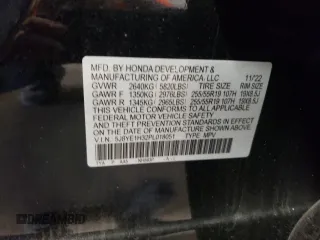 MFD. BY HONDA DEVELOPMENT &
MANUFACTURING OF AMERICA, LLC 11/22
GVWR 2640KG (5820LBS) TIRE SIZE RIM SIZE
GAWR F 1350KG (2976LBS) 255/55R19 107H 19X8.5J
GAWR R 1345KG (2965LBS) 255/55R19 107H 19X8.5J
THIS VEHICLE CONFORMS TO ALL APPLICABLE
FEDERAL MOTOR VEHICLE SAFETY AND THEFT
PREVENTION STANDARDS IN EFFECT ON THE
DATE OF MANUFACTURE SHOWN ABOVE.
V.I.N. TYPE: MPV